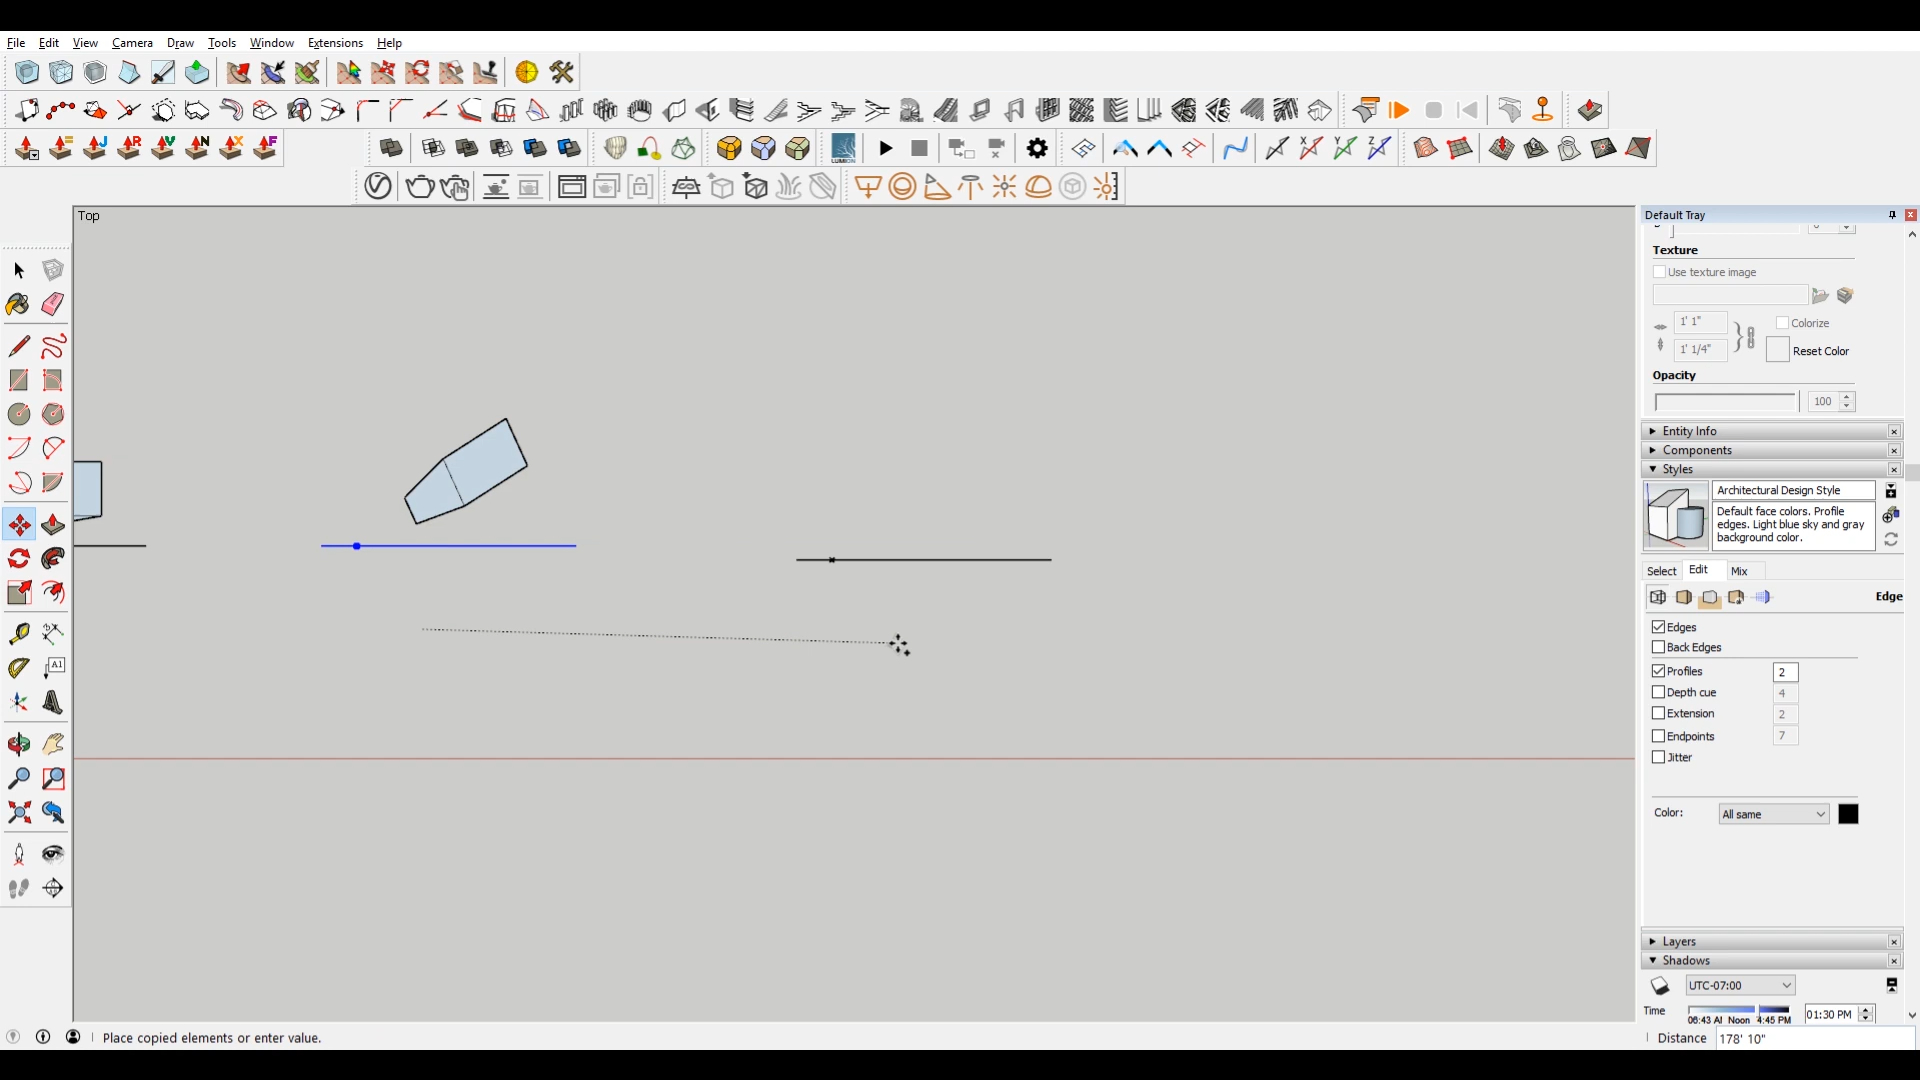 File Edit View Camera Draw Tools Window Extensions Help
LUMION
Top
Default Tray
Texture
Use texture image
1' 1"
Colorize
1' 1/4"
Reset Color
Opacity
100
Entity Info
Components
Styles
Architectural Design Style
Default face colors. Profile
edges. Light blue sky and gray
background color.
Select Edit Mix
Edge
Edges
Back Edges
Profiles 2
Depth cue 4
Extension 2
Endpoints 7
Jitter
Color: All same
A1
Layers
Shadows
UTC-07:00
Time 01:30 PM
06:43 AM Noon 4:45 PM
Place copied elements or enter value.
Distance 178' 10"